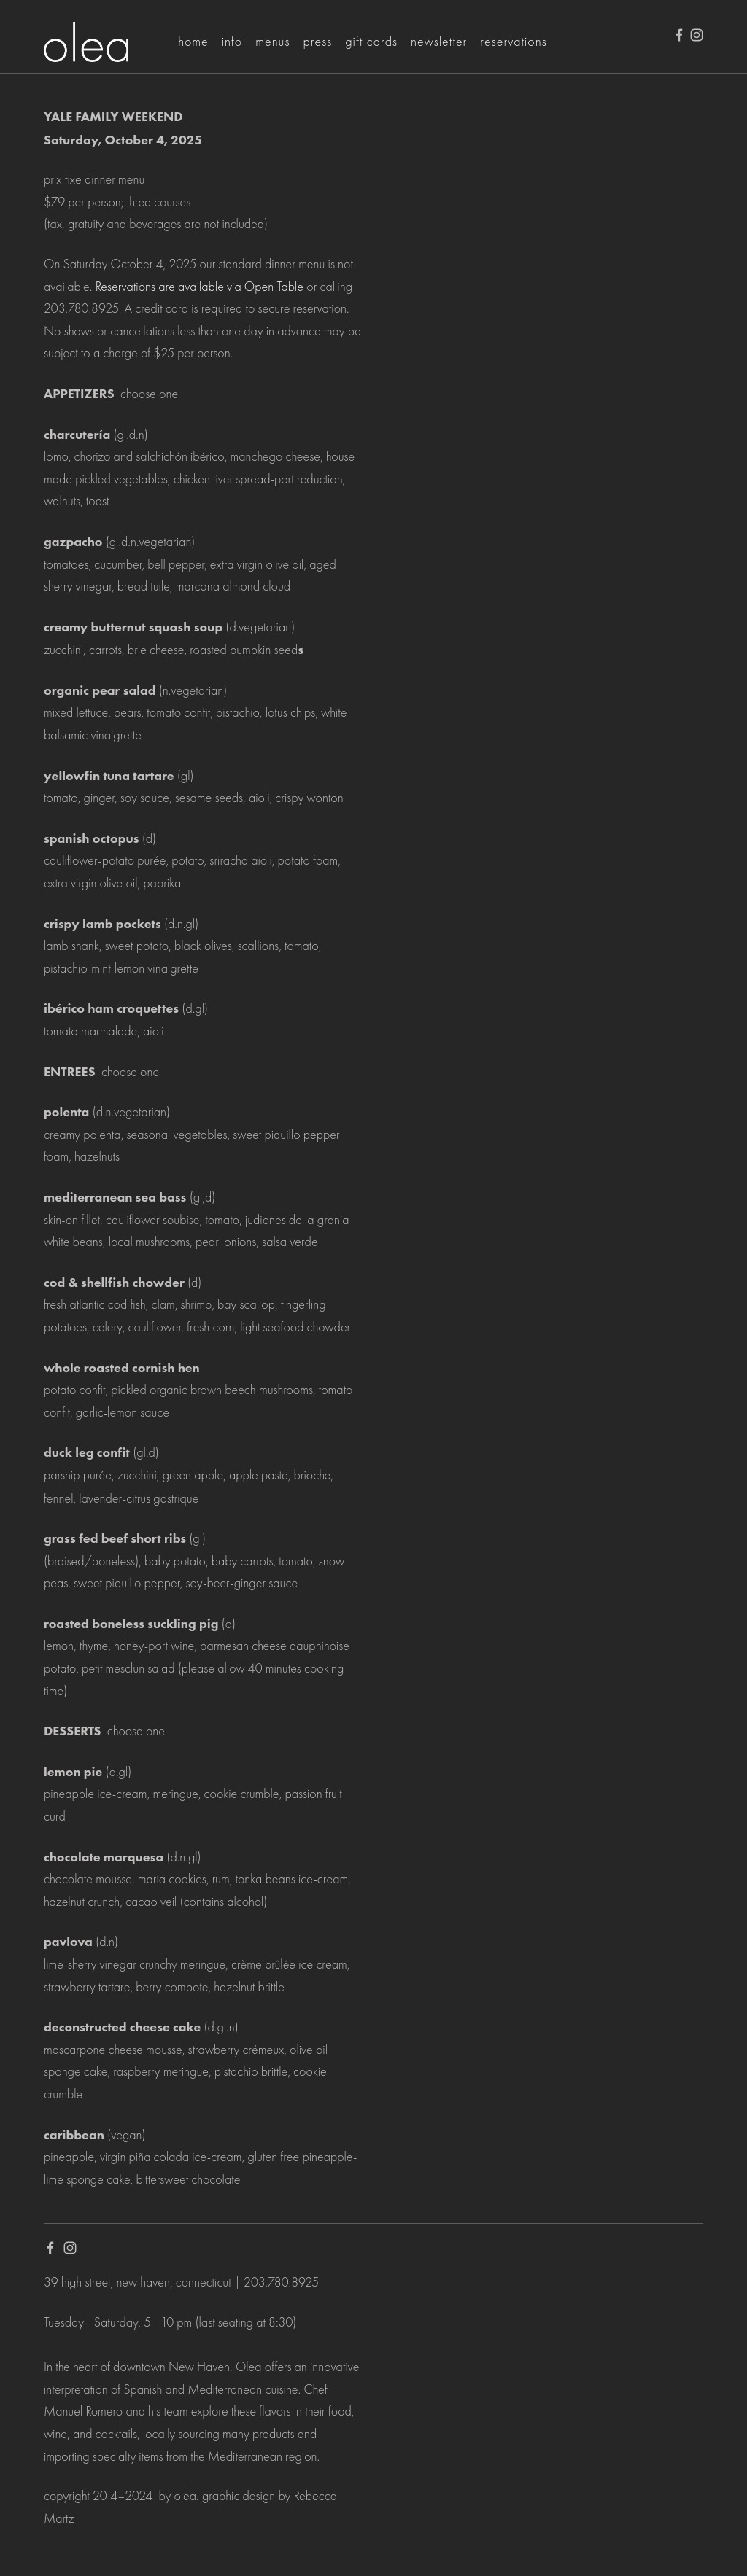 olea
home info menus press gift cards newsletter reservations
YALE FAMILY WEEKEND
Saturday, October 4, 2025
prix fixe dinner menu
$79 per person; three courses
(tax, gratuity and beverages are not included)
On Saturday October 4, 2025 our standard dinner menu is not
available. Reservations are available via Open Table or calling
203.780.8925. A credit card is required to secure reservation.
No shows or cancellations less than one day in advance may be
subject to a charge of $25 per person.
APPETIZERS choose one
charcutería (gl.d.n)
lomo, chorizo and salchichón ibérico, manchego cheese, house
made pickled vegetables, chicken liver spread-port reduction,
walnuts, toast
gazpacho (gl.d.n.vegetarian)
tomatoes, cucumber, bell pepper, extra virgin olive oil, aged
sherry vinegar, bread tuile, marcona almond cloud
creamy butternut squash soup (d.vegetarian)
zucchini, carrots, brie cheese, roasted pumpkin seeds
organic pear salad (n.vegetarian)
mixed lettuce, pears, tomato confit, pistachio, lotus chips, white
balsamic vinaigrette
yellowfin tuna tartare (gl)
tomato, ginger, soy sauce, sesame seeds, aioli, crispy wonton
spanish octopus (d)
cauliflower-potato purée, potato, sriracha aioli, potato foam,
extra virgin olive oil, paprika
crispy lamb pockets (d.n.gl)
lamb shank, sweet potato, black olives, scallions, tomato,
pistachio-mint-lemon vinaigrette
ibérico ham croquettes (d.gl)
tomato marmalade, aioli
ENTREES choose one
polenta (d.n.vegetarian)
creamy polenta, seasonal vegetables, sweet piquillo pepper
foam, hazelnuts
mediterranean sea bass (gl,d)
skin-on fillet, cauliflower soubise, tomato, judiones de la granja
white beans, local mushrooms, pearl onions, salsa verde
cod & shellfish chowder (d)
fresh atlantic cod fish, clam, shrimp, bay scallop, fingerling
potatoes, celery, cauliflower, fresh corn, light seafood chowder
whole roasted cornish hen
potato confit, pickled organic brown beech mushrooms, tomato
confit, garlic-lemon sauce
duck leg confit (gl.d)
parsnip purée, zucchini, green apple, apple paste, brioche,
fennel, lavender-citrus gastrique
grass fed beef short ribs (gl)
(braised/boneless), baby potato, baby carrots, tomato, snow
peas, sweet piquillo pepper, soy-beer-ginger sauce
roasted boneless suckling pig (d)
lemon, thyme, honey-port wine, parmesan cheese dauphinoise
potato, petit mesclun salad (please allow 40 minutes cooking
time)
DESSERTS choose one
lemon pie (d.gl)
pineapple ice-cream, meringue, cookie crumble, passion fruit
curd
chocolate marquesa (d.n.gl)
chocolate mousse, maría cookies, rum, tonka beans ice-cream,
hazelnut crunch, cacao veil (contains alcohol)
pavlova (d.n)
lime-sherry vinegar crunchy meringue, crème brûlée ice cream,
strawberry tartare, berry compote, hazelnut brittle
deconstructed cheese cake (d.gl.n)
mascarpone cheese mousse, strawberry crémeux, olive oil
sponge cake, raspberry meringue, pistachio brittle, cookie
crumble
caribbean (vegan)
pineapple, virgin piña colada ice-cream, gluten free pineapple-
lime sponge cake, bittersweet chocolate
39 high street, new haven, connecticut | 203.780.8925
Tuesday—Saturday, 5—10 pm (last seating at 8:30)
In the heart of downtown New Haven, Olea offers an innovative
interpretation of Spanish and Mediterranean cuisine. Chef
Manuel Romero and his team explore these flavors in their food,
wine, and cocktails, locally sourcing many products and
importing specialty items from the Mediterranean region.
copyright 2014–2024 by olea. graphic design by Rebecca
Martz